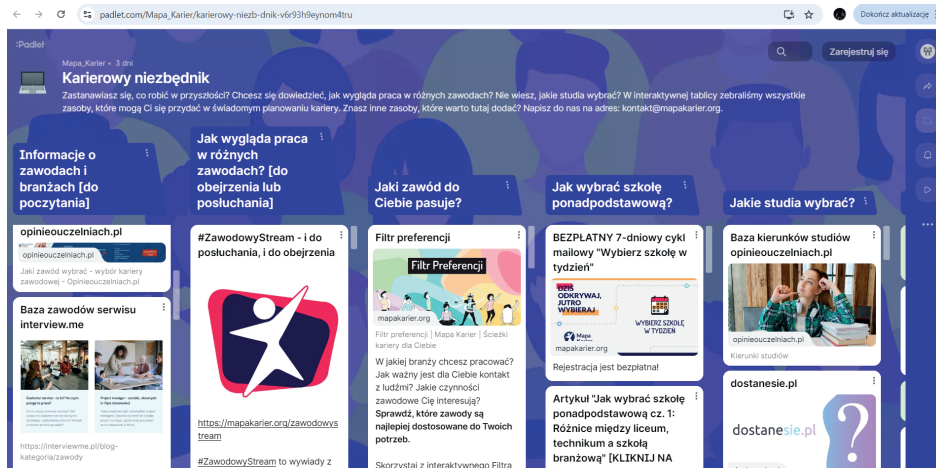 padlet.com/Mapa_Karier/karierowy-niezb-dnik-v6r93h9eynom4tru
Dokończ aktualizację
:Padlet
Zarejestruj się
Mapa_Karier • 3 dni
Karierowy niezbędnik
Zastanawiasz się, co robić w przyszłości? Chcesz się dowiedzieć, jak wygląda praca w różnych zawodach? Nie wiesz, jakie studia wybrać? W interaktywnej tablicy zebraliśmy wszystkie
zasoby, które mogą Ci się przydać w świadomym planowaniu kariery. Znasz inne zasoby, które warto tutaj dodać? Napisz do nas na adres: kontakt@mapakarier.org.
Informacje o
zawodach i
branżach [do
poczytania]
opinieouczelniach.pl
opinieouczelniach.pl
Jaki zawód wybrać - wybór kariery
zawodowej - Opinieouczelniach.pl
Baza zawodów serwisu
interview.me
https://interviewme.pl/blog-
kategoria/zawody
Jak wygląda praca
w różnych
zawodach? [do
obejrzenia lub
posłuchania]
#ZawodowyStream - i do
posłuchania, i do obejrzenia
https://mapakarier.org/zawodowys
tream
#ZawodowyStream to wywiady z
Jaki zawód do
Ciebie pasuje?
Filtr preferencji
Filtr Preferencji
mapakarier.org
Filtr preferencji | Mapa Karier | Ścieżki
kariery dla Ciebie
W jakiej branży chcesz pracować?
Jak ważny jest dla Ciebie kontakt
z ludźmi? Jakie czynności
zawodowe Cię interesują?
Sprawdź, które zawody są
najlepiej dostosowane do Twoich
potrzeb.
Skorzystaj z interaktywnego Filtra
Jak wybrać szkołę
ponadpodstawową?
BEZPŁATNY 7-dniowy cykl
mailowy "Wybierz szkołę w
tydzień"
DZIŚ
ODKRYWAJ,
JUTRO
WYBIERAJ
Mapa
Karier
WYBIERZ SZKOŁĘ
W TYDZIEŃ
mapakarier.org
Rejestracja jest bezpłatna!
Artykuł "Jak wybrać szkołę
ponadpodstawową cz. 1:
Różnice między liceum,
technikum a szkołą
branżową" [KLIKNIJ NA
Jakie studia wybrać?
Baza kierunków studiów
opinieouczelniach.pl
opinieouczelniach.pl
Kierunki studiów
dostanesie.pl
dostanesie.pl